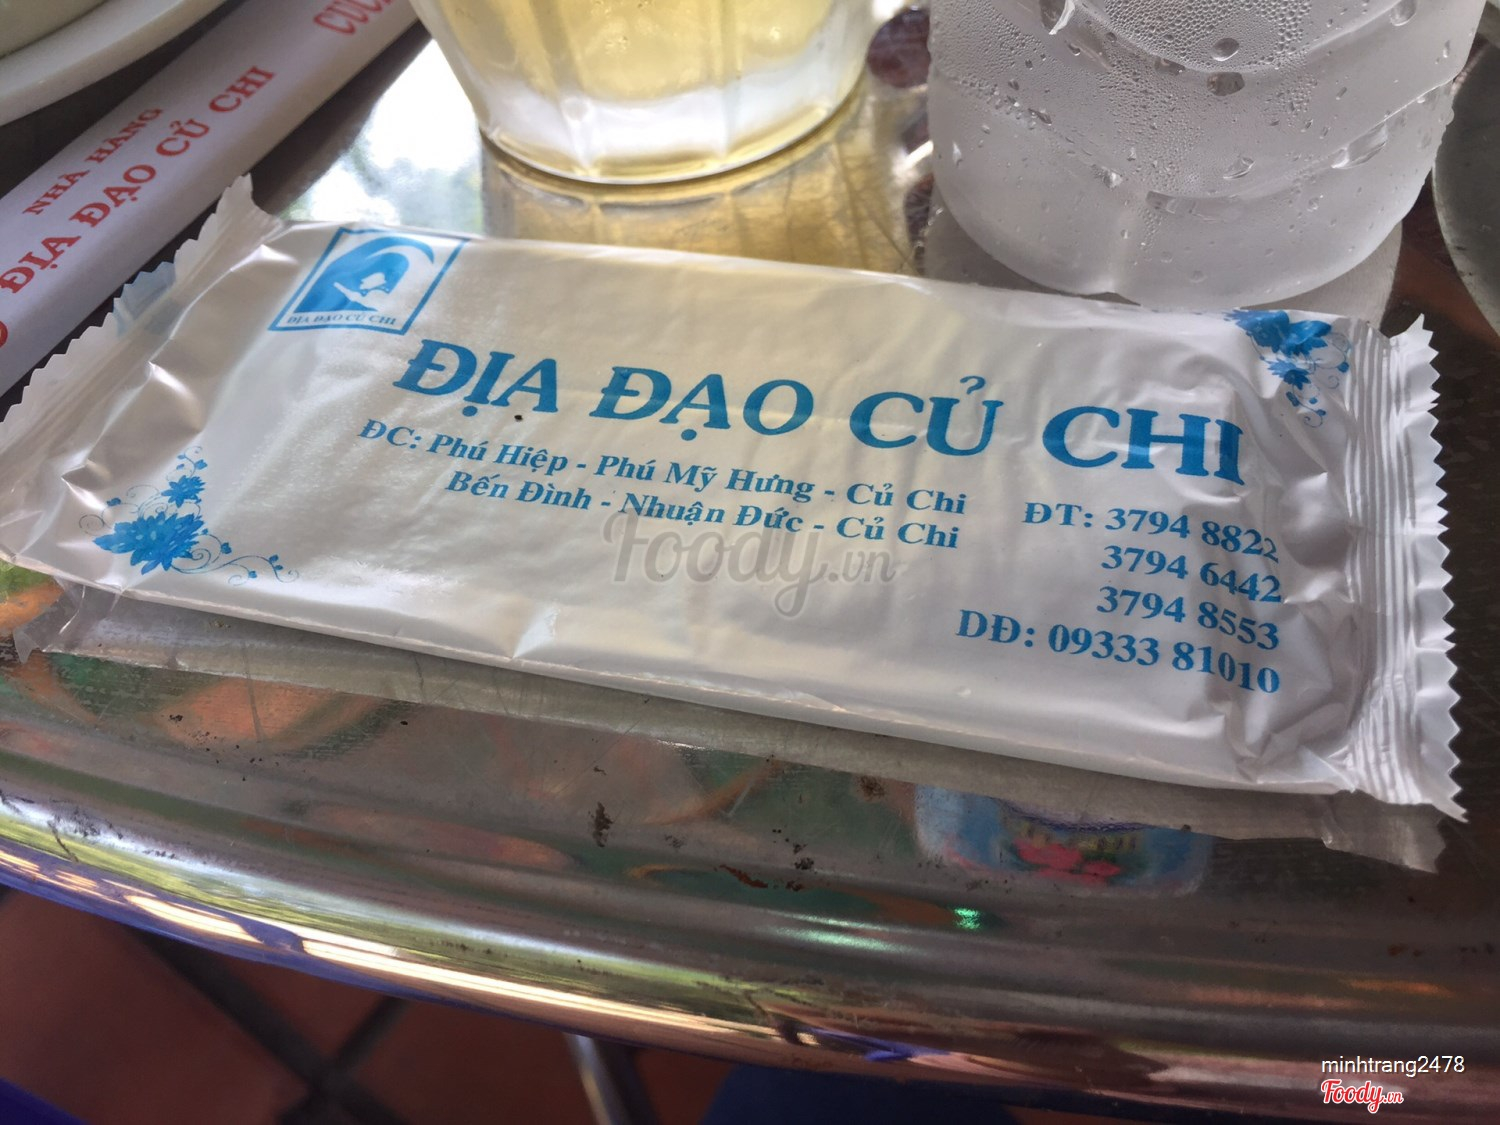 NHÀ HÀNG
ĐỊA ĐẠO CỦ CHI
ĐỊA ĐẠO CỦ CHI
ĐỊA ĐẠO CỦ CHI
ĐC: Phú Hiệp - Phú Mỹ Hưng - Củ Chi
Bến Đình - Nhuận Đức - Củ Chi
ĐT: 3794 8822
3794 6442
3794 8553
DĐ: 09333 81010
Foody.vn
minhtrang2478
Foody.vn